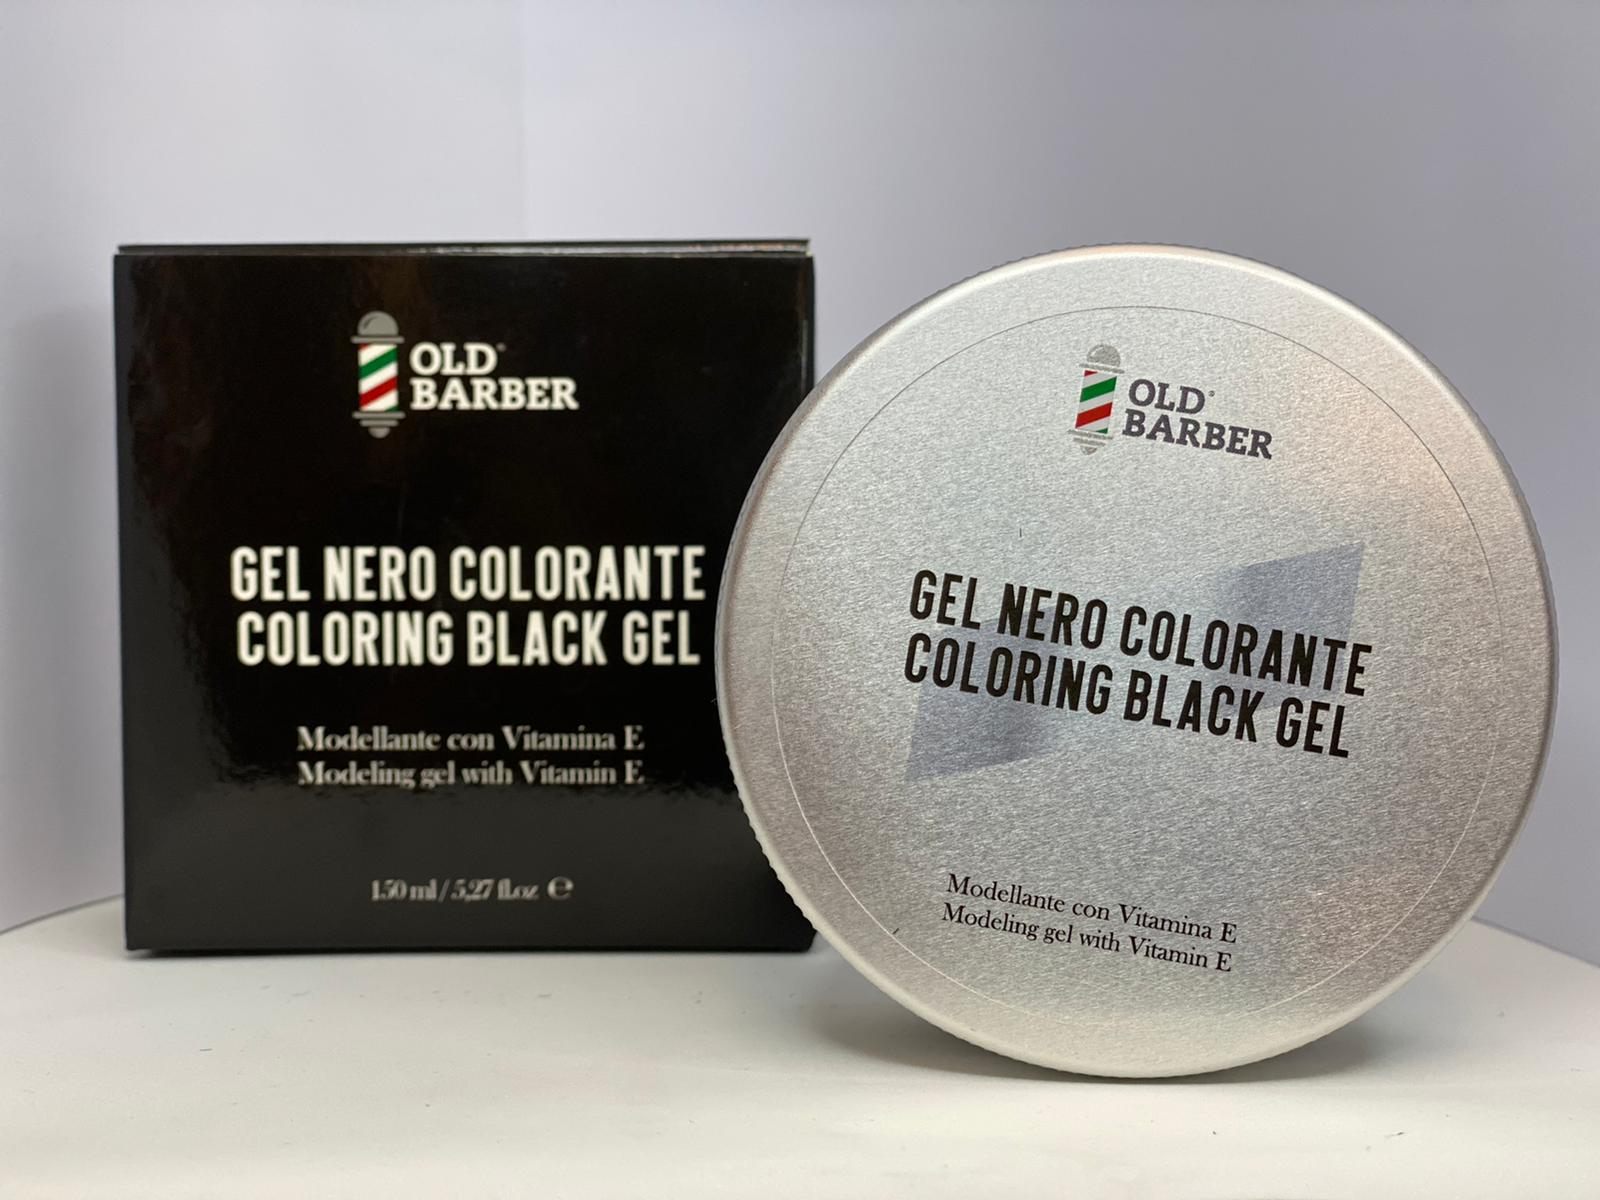 OLD
BARBER
GEL NERO COLORANTE
COLORING BLACK GEL
Modellante con Vitamina E
Modeling gel with Vitamin E
150 ml / 5,27 fl.oz ℮
OLD
BARBER
GEL NERO COLORANTE
COLORING BLACK GEL
Modellante con Vitamina E
Modeling gel with Vitamin E